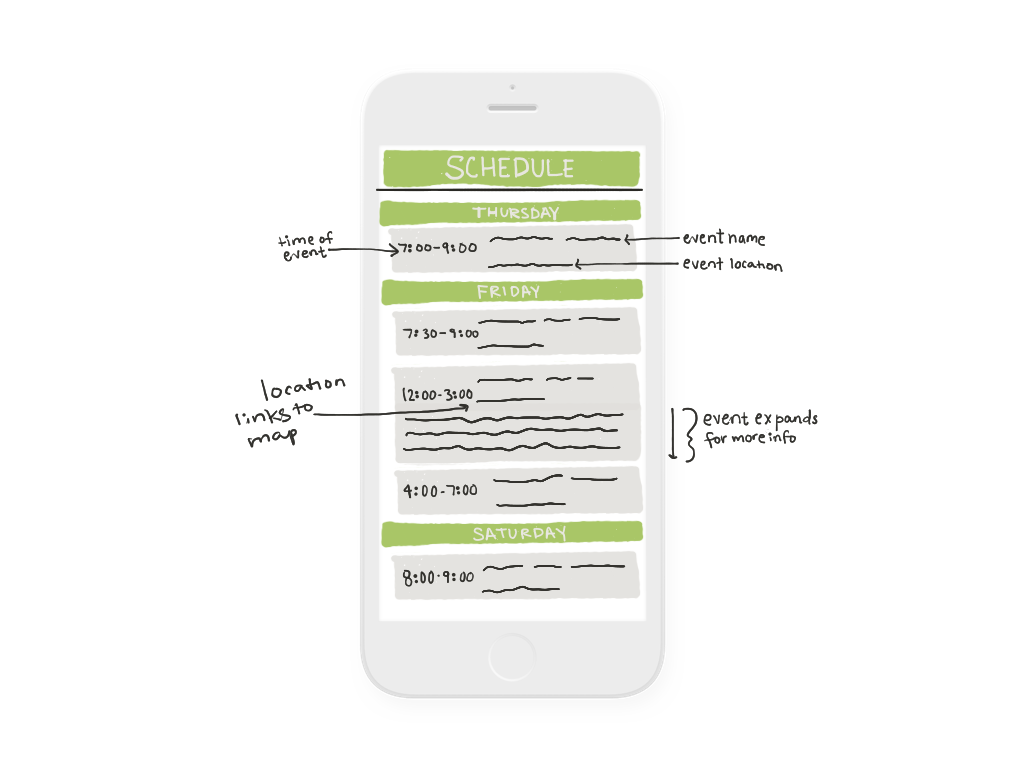 SCHEDULE
THURSDAY
time of
event
7:00-9:00
event name
event location
FRIDAY
7:30-9:00
location
links to
map
12:00-3:00
event expands
for more info
4:00-7:00
SATURDAY
8:00-9:00